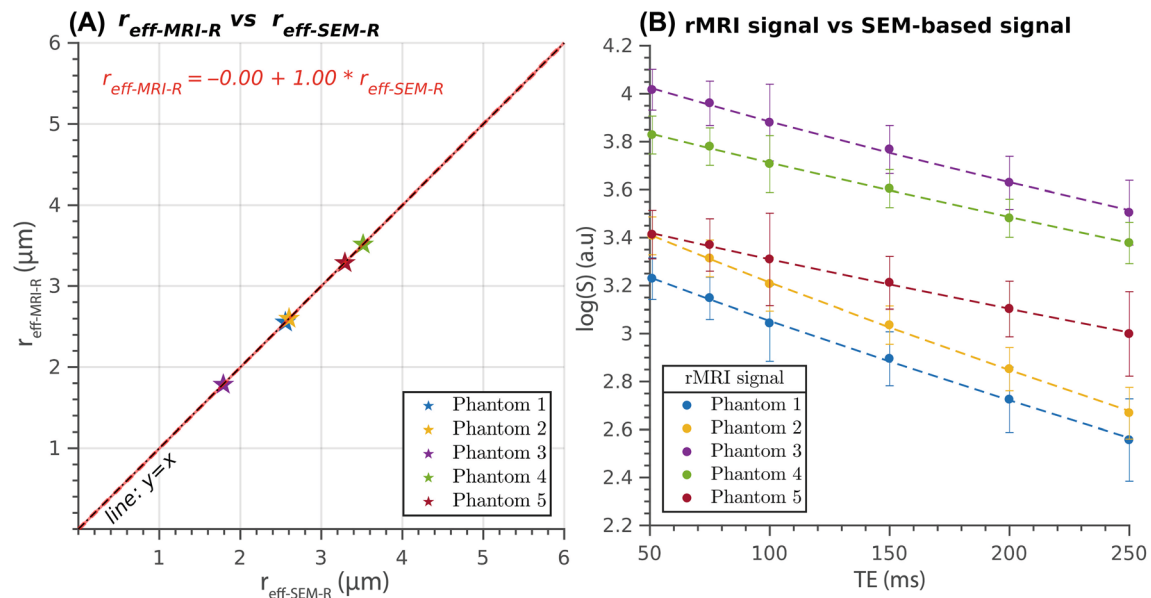 (A) r_eff-MRI-R vs r_eff-SEM-R
r_eff-MRI-R = –0.00 + 1.00 * r_eff-SEM-R
6
5
4
3
2
1
r_eff-MRI-R (µm)
line: y=x
Phantom 1
Phantom 2
Phantom 3
Phantom 4
Phantom 5
1 2 3 4 5 6
r_eff-SEM-R (µm)
(B) rMRI signal vs SEM-based signal
4.2
4
3.8
3.6
3.4
3.2
3
2.8
2.6
2.4
2.2
log(S) (a.u)
rMRI signal
Phantom 1
Phantom 2
Phantom 3
Phantom 4
Phantom 5
50 100 150 200 250
TE (ms)